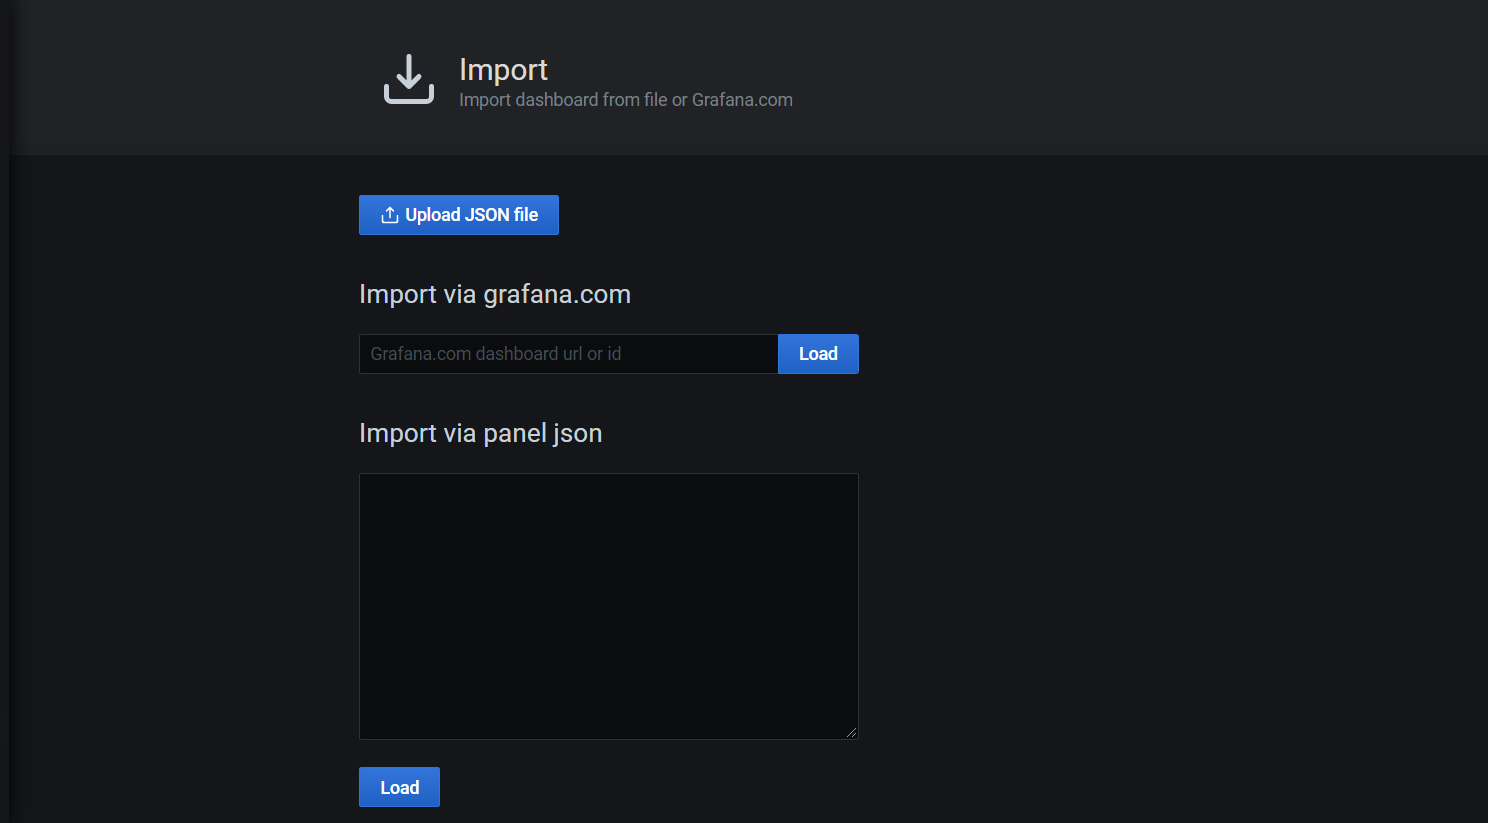 Import
Import dashboard from file or Grafana.com
Upload JSON file
Import via grafana.com
Grafana.com dashboard url or id
Load
Import via panel json
Load